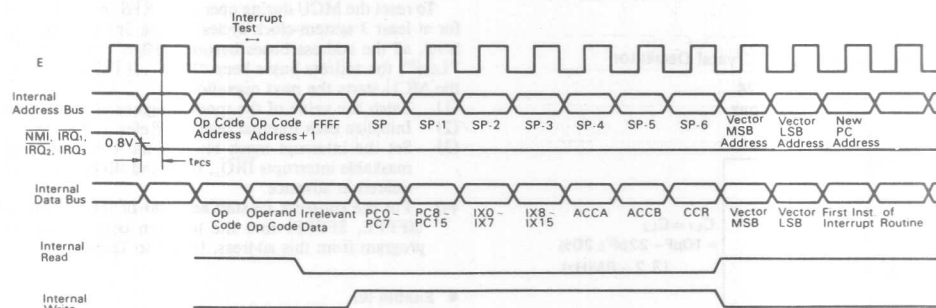 Interrupt
Test
E
Internal
Address Bus
Op Code Address
Op Code Address+1
FFFF
SP
SP-1
SP-2
SP-3
SP-4
SP-5
SP-6
Vector MSB Address
Vector LSB Address
New PC Address
NMI, IRQ1,
IRQ2, IRQ3
0.8V
tPCS
Internal
Data Bus
Op Code
Operand Op Code
Irrelevant Data
PC0~ PC7
PC8~ PC15
IX0~ IX7
IX8~ IX15
ACCA
ACCB
CCR
Vector MSB
Vector LSB
First Inst. of Interrupt Routine
Internal
Read
Internal
Write